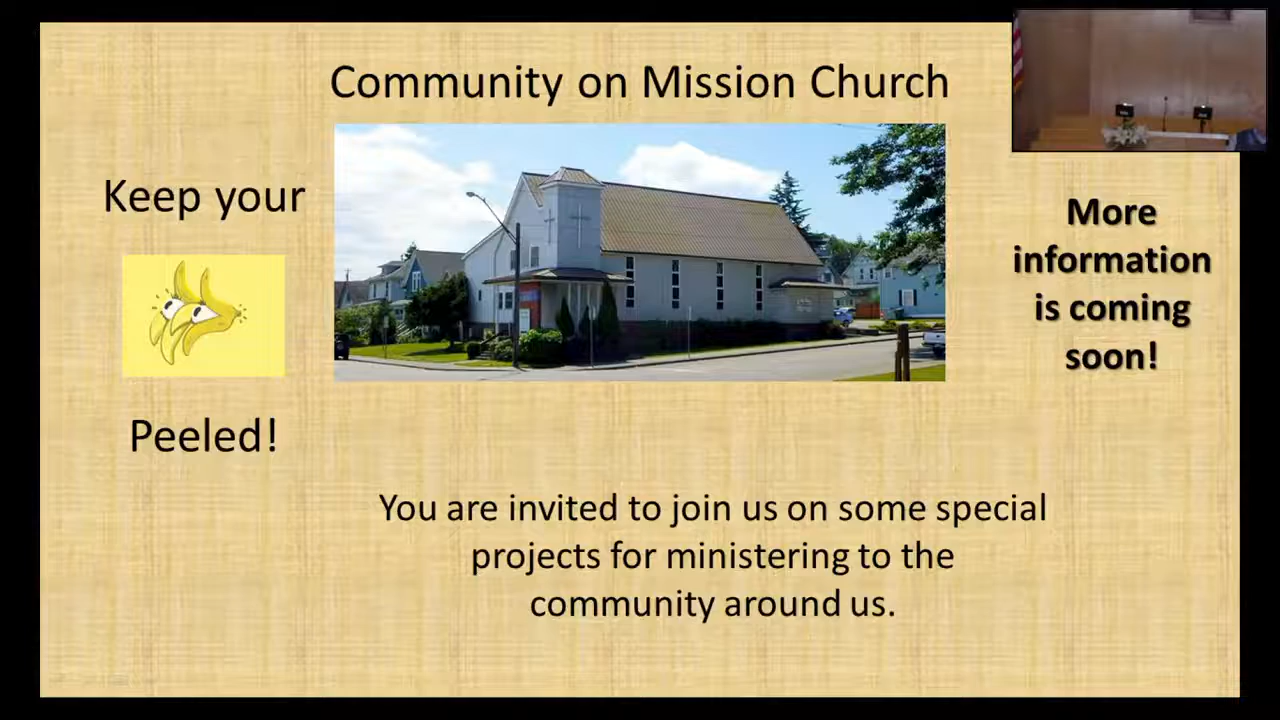 Community on Mission Church
Keep your
Peeled!
More
information
is coming
soon!
You are invited to join us on some special
projects for ministering to the
community around us.